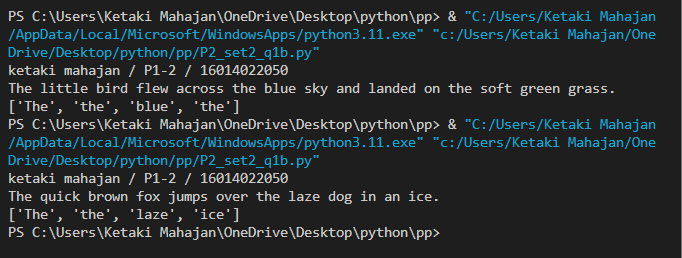 PS C:\Users\Ketaki Mahajan\OneDrive\Desktop\python\pp> & "C:/Users/Ketaki Mahajan
/AppData/Local/Microsoft/WindowsApps/python3.11.exe" "c:/Users/Ketaki Mahajan/One
Drive/Desktop/python/pp/P2_set2_q1b.py"
ketaki mahajan / P1-2 / 16014022050
The little bird flew across the blue sky and landed on the soft green grass.
['The', 'the', 'blue', 'the']
PS C:\Users\Ketaki Mahajan\OneDrive\Desktop\python\pp> & "C:/Users/Ketaki Mahajan
/AppData/Local/Microsoft/WindowsApps/python3.11.exe" "c:/Users/Ketaki Mahajan/One
Drive/Desktop/python/pp/P2_set2_q1b.py"
ketaki mahajan / P1-2 / 16014022050
The quick brown fox jumps over the laze dog in an ice.
['The', 'the', 'laze', 'ice']
PS C:\Users\Ketaki Mahajan\OneDrive\Desktop\python\pp>